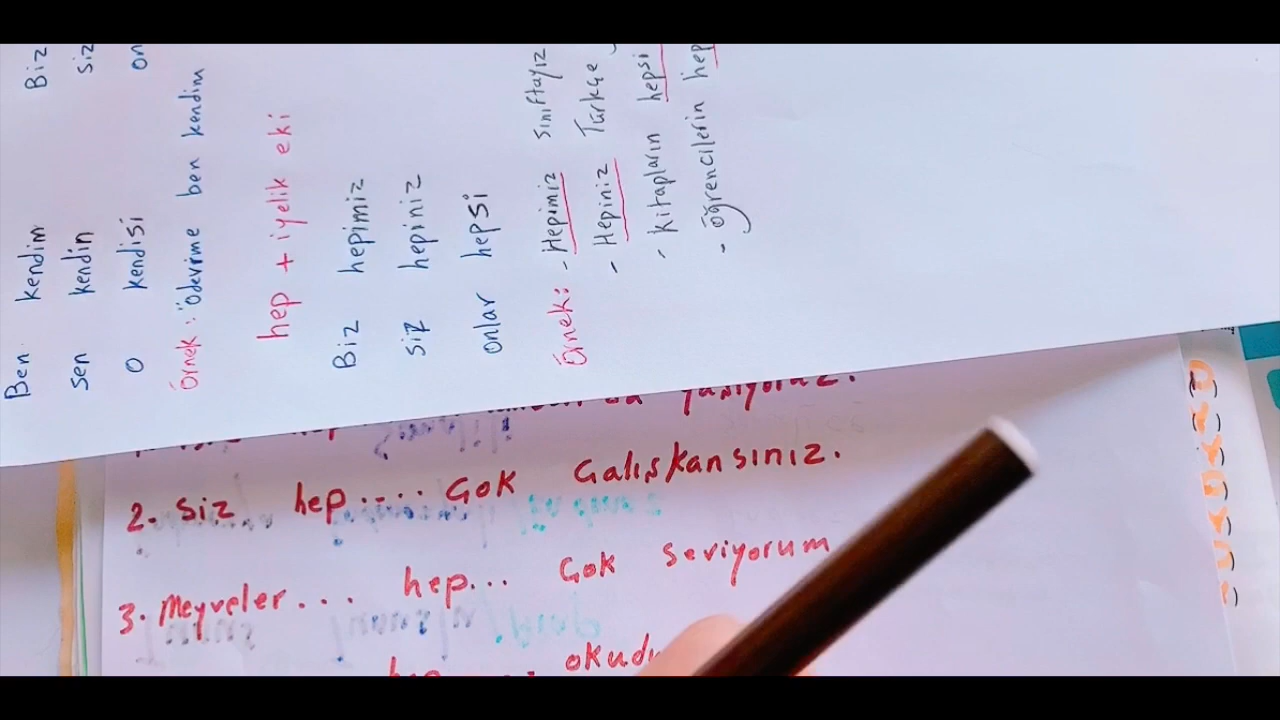 Ben kendim Biz
sen kendin siz
o kendisi on
Örnek: Ödevime ben kendim
hep + iyelik eki
Biz hepimiz
siz hepiniz
onlar hepsi
Örnek: - Hepimiz sınıftayız
- Hepiniz Türkçe
- Kitapların hepsi
- Öğrencilerin hep
2. Siz hep.... çok çalışkansınız.
3. Meyveler... hep... çok seviyorum
hep